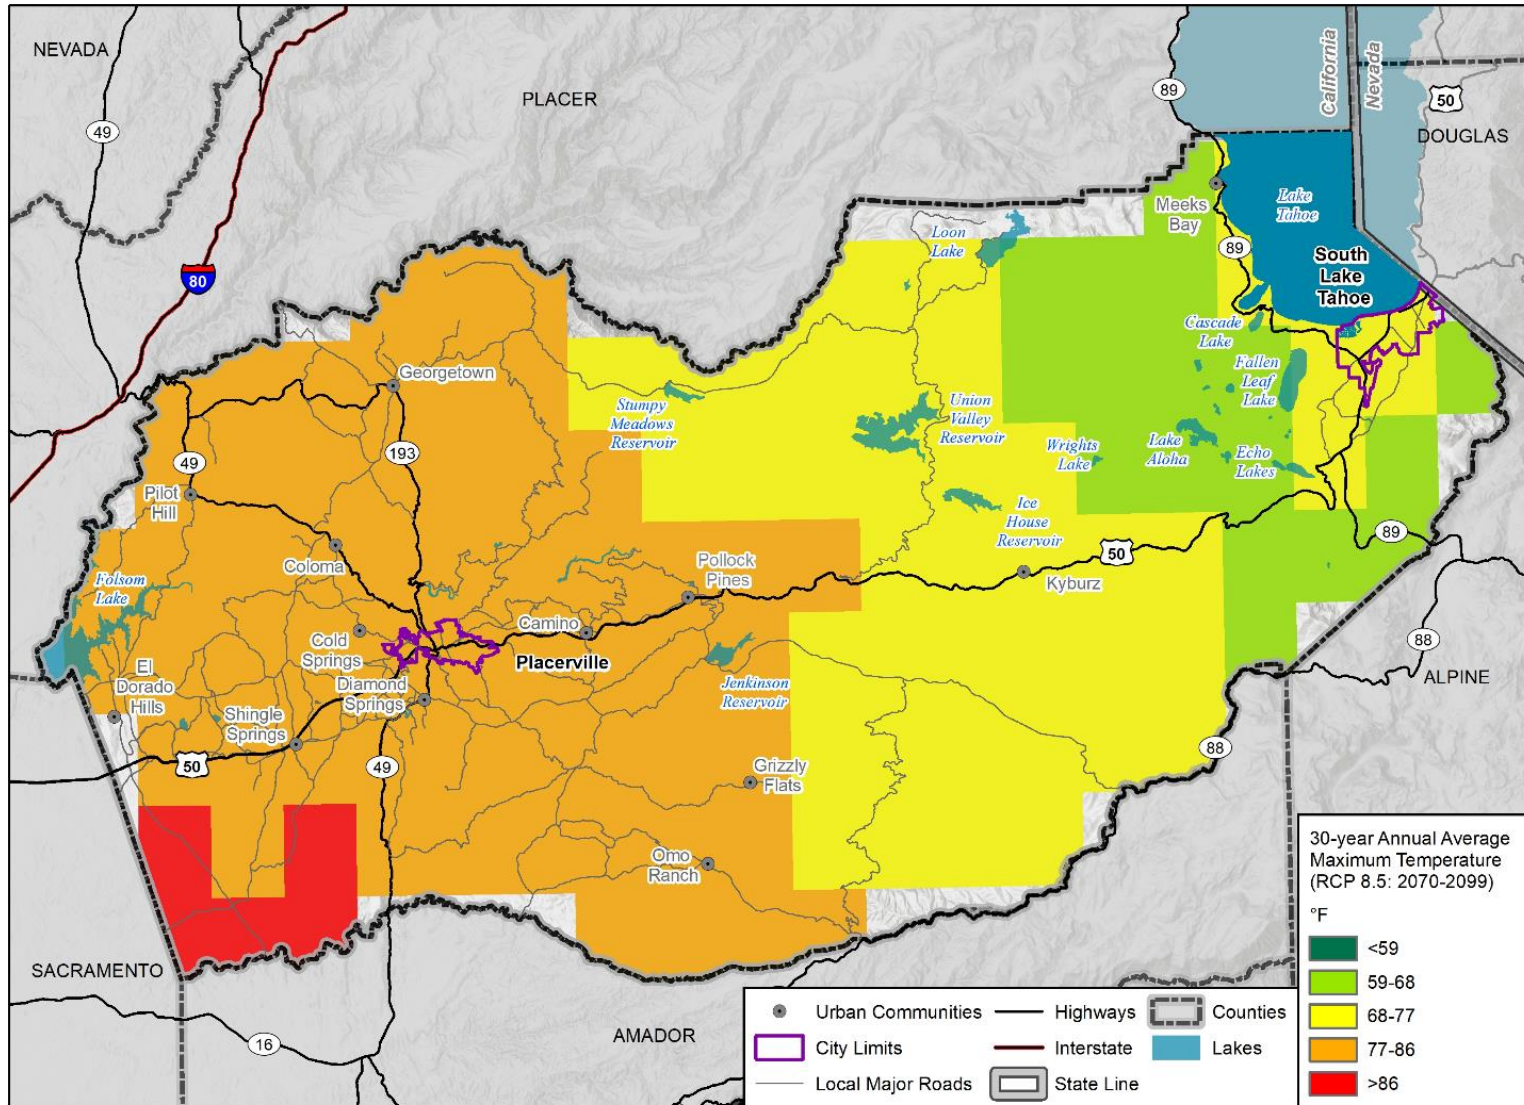 NEVADA
49
80
PLACER
89
California
Nevada
50
DOUGLAS
Meeks
Bay
Lake
Tahoe
89
South
Lake
Tahoe
Loon
Lake
Cascade
Lake
Fallen
Leaf
Lake
Georgetown
Stumpy
Meadows
Reservoir
Union
Valley
Reservoir
Wrights
Lake
Lake
Aloha
Echo
Lakes
49
193
Pilot
Hill
Ice
House
Reservoir
50
89
Coloma
Pollock
Pines
Kyburz
Folsom
Lake
Cold
Springs
Camino
Placerville
88
ALPINE
El
Dorado
Hills
Diamond
Springs
Jenkinson
Reservoir
Shingle
Springs
50
49
88
Grizzly
Flats
Omo
Ranch
SACRAMENTO
16
AMADOR
30-year Annual Average
Maximum Temperature
(RCP 8.5: 2070-2099)
°F
<59
59-68
68-77
77-86
>86
Urban Communities
Highways
Counties
City Limits
Interstate
Lakes
Local Major Roads
State Line